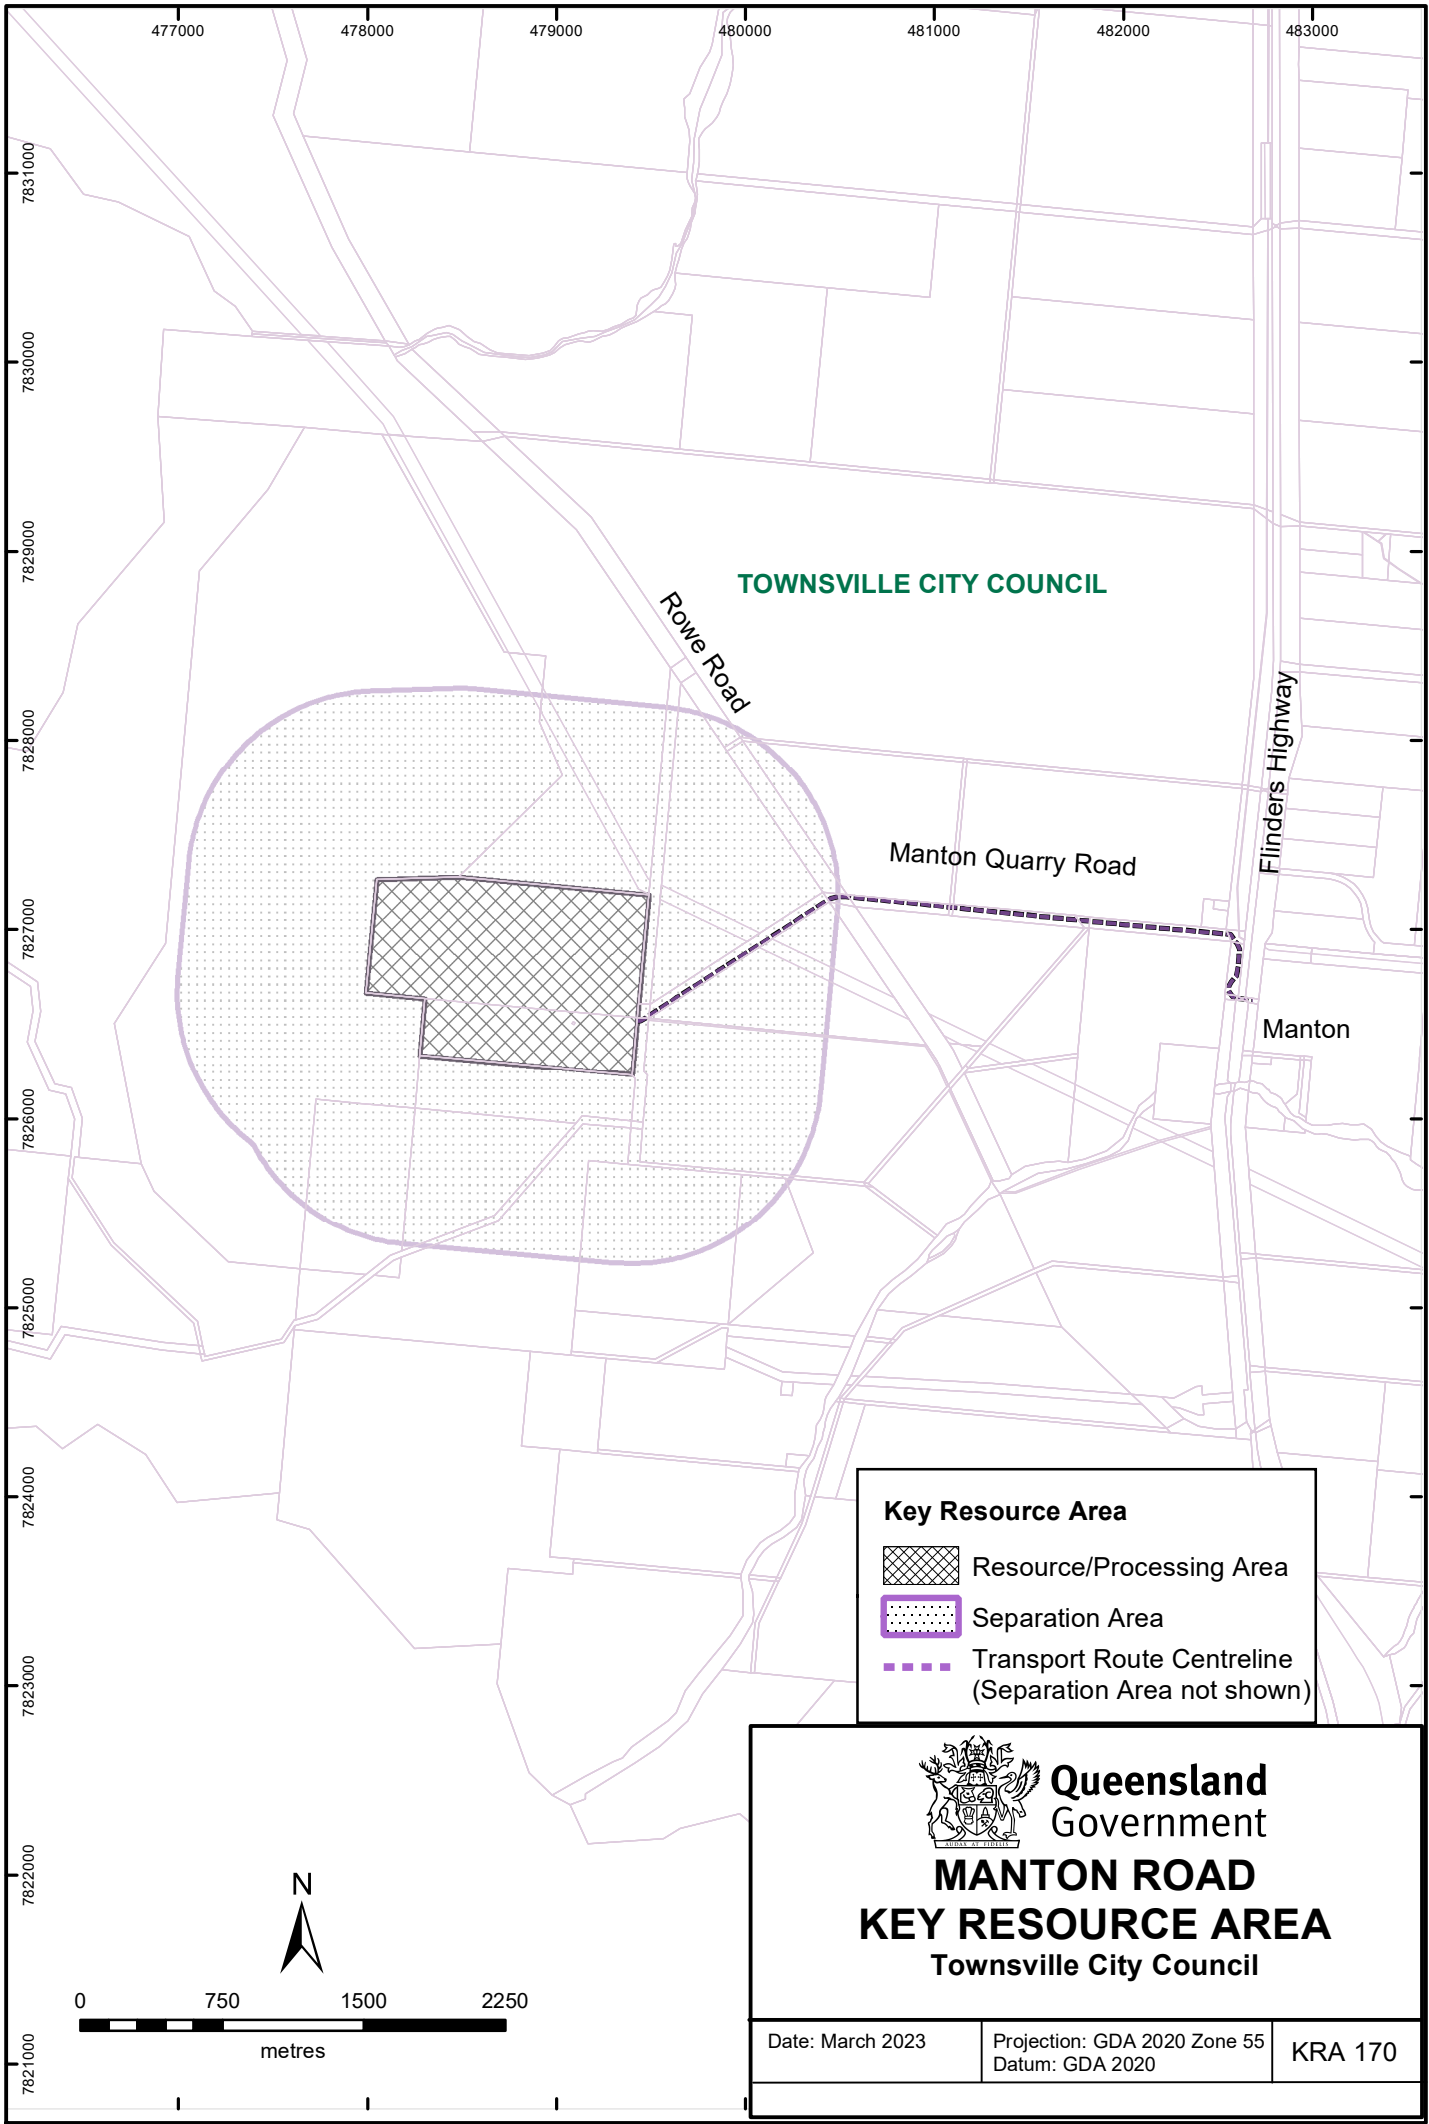 477000
478000
479000
480000
481000
482000
483000
7831000
7830000
7829000
7828000
7827000
7826000
7825000
7824000
7823000
7822000
7821000
TOWNSVILLE CITY COUNCIL
Rowe Road
Flinders Highway
Manton Quarry Road
Manton
Key Resource Area
Resource/Processing Area
Separation Area
Transport Route Centreline
(Separation Area not shown)
AUDAX AT FIDELIS
Queensland
Government
MANTON ROAD
KEY RESOURCE AREA
Townsville City Council
N
0 750 1500 2250
metres
Date: March 2023
Projection: GDA 2020 Zone 55
Datum: GDA 2020
KRA 170